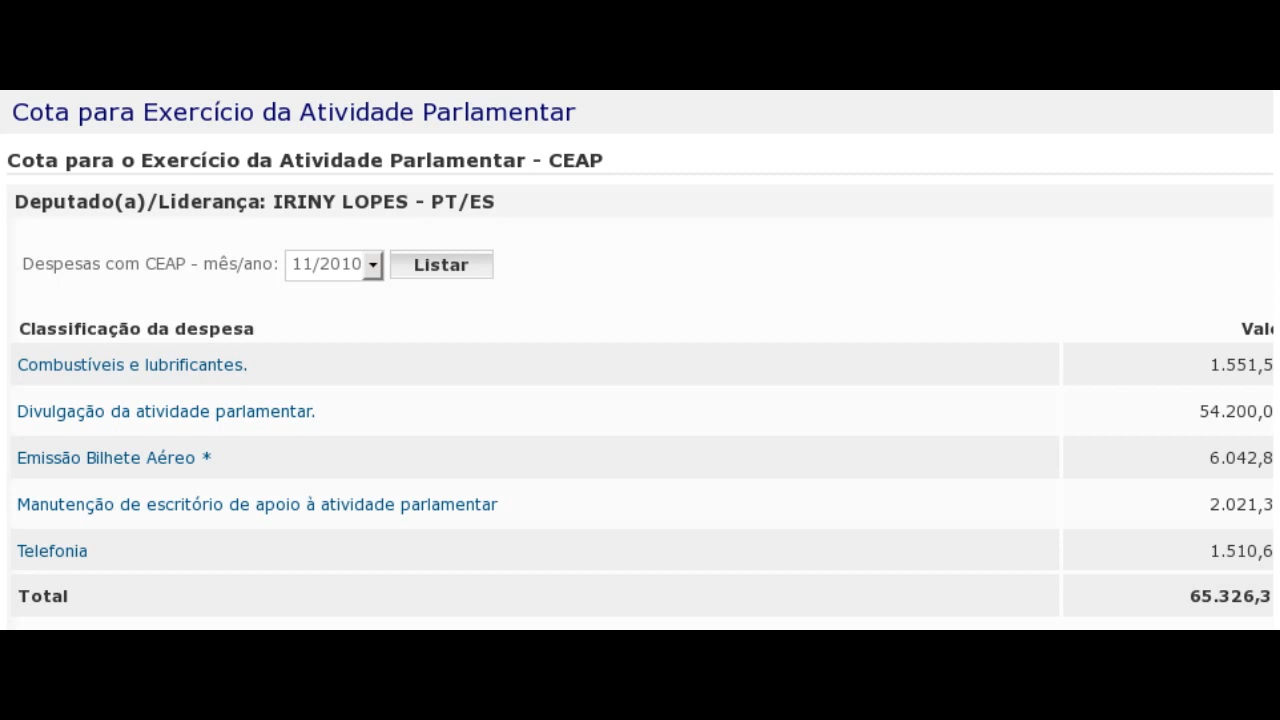 Cota para Exercício da Atividade Parlamentar
Cota para o Exercício da Atividade Parlamentar - CEAP
Deputado(a)/Liderança: IRINY LOPES - PT/ES
Despesas com CEAP - mês/ano: 11/2010 Listar
Classificação da despesa
Combustíveis e lubrificantes. 1.551,5
Divulgação da atividade parlamentar. 54.200,0
Emissão Bilhete Aéreo * 6.042,8
Manutenção de escritório de apoio à atividade parlamentar 2.021,3
Telefonia 1.510,6
Total 65.326,3